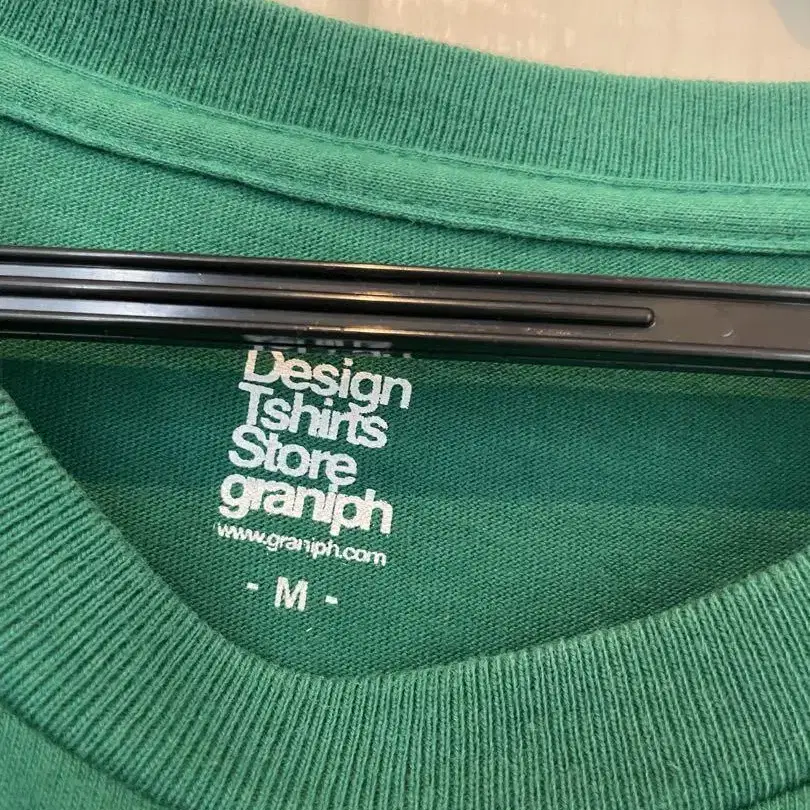 Design
Tshirts
Store
graniph
www.graniph.com
- M -